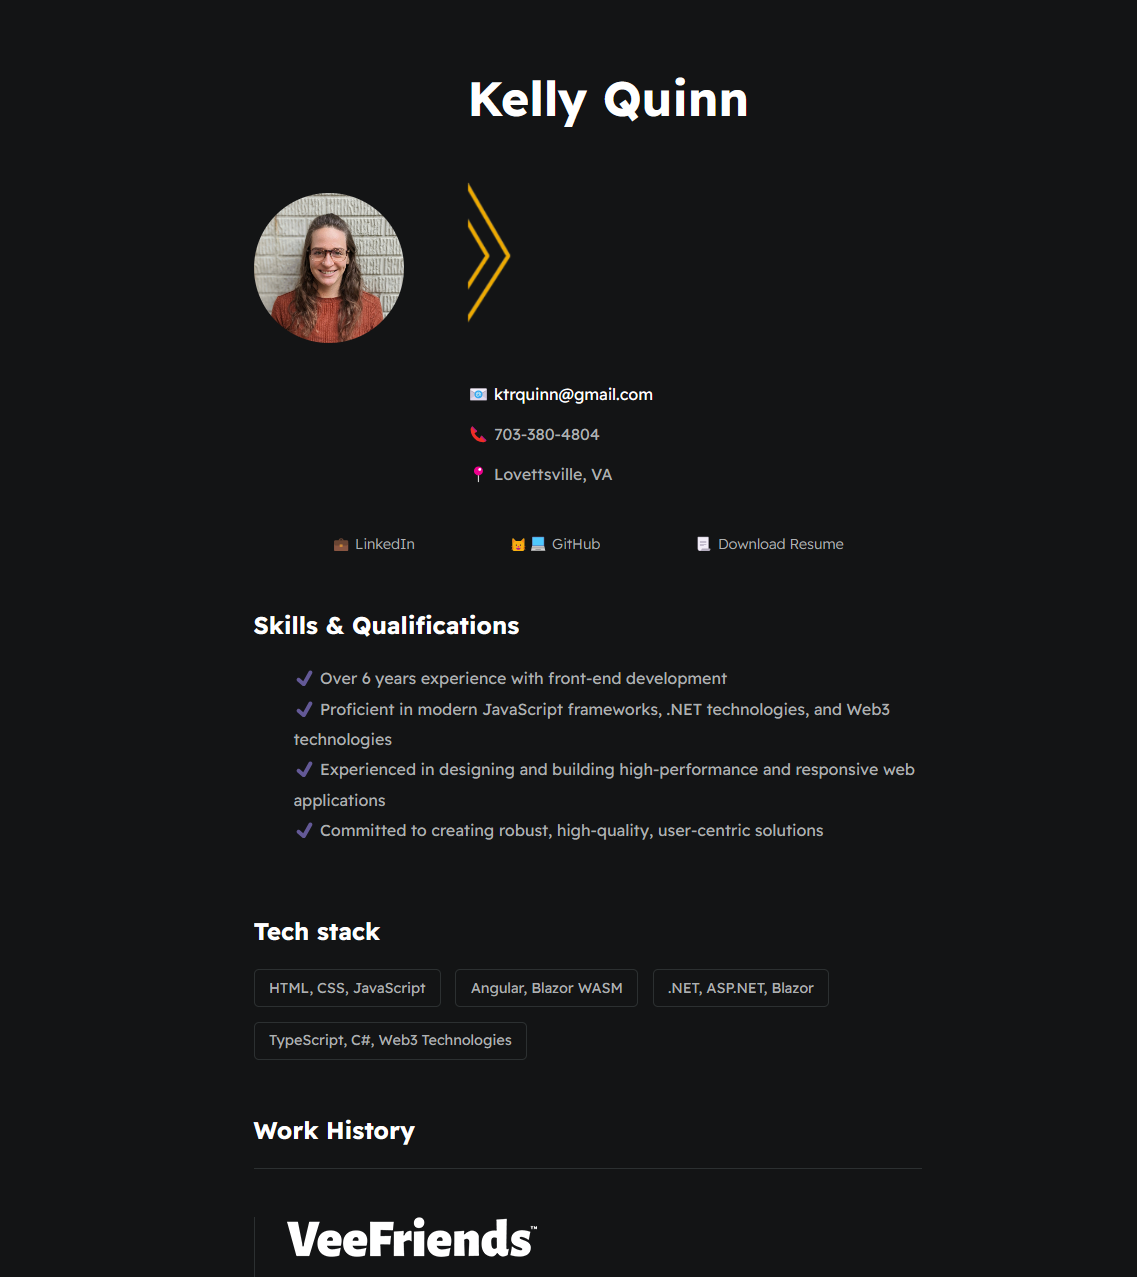 Kelly Quinn
ktrquinn@gmail.com
703-380-4804
Lovettsville, VA
LinkedIn
GitHub
Download Resume
Skills & Qualifications
Over 6 years experience with front-end development
Proficient in modern JavaScript frameworks, .NET technologies, and Web3
technologies
Experienced in designing and building high-performance and responsive web
applications
Committed to creating robust, high-quality, user-centric solutions
Tech stack
HTML, CSS, JavaScript
Angular, Blazor WASM
.NET, ASP.NET, Blazor
TypeScript, C#, Web3 Technologies
Work History
VeeFriends™